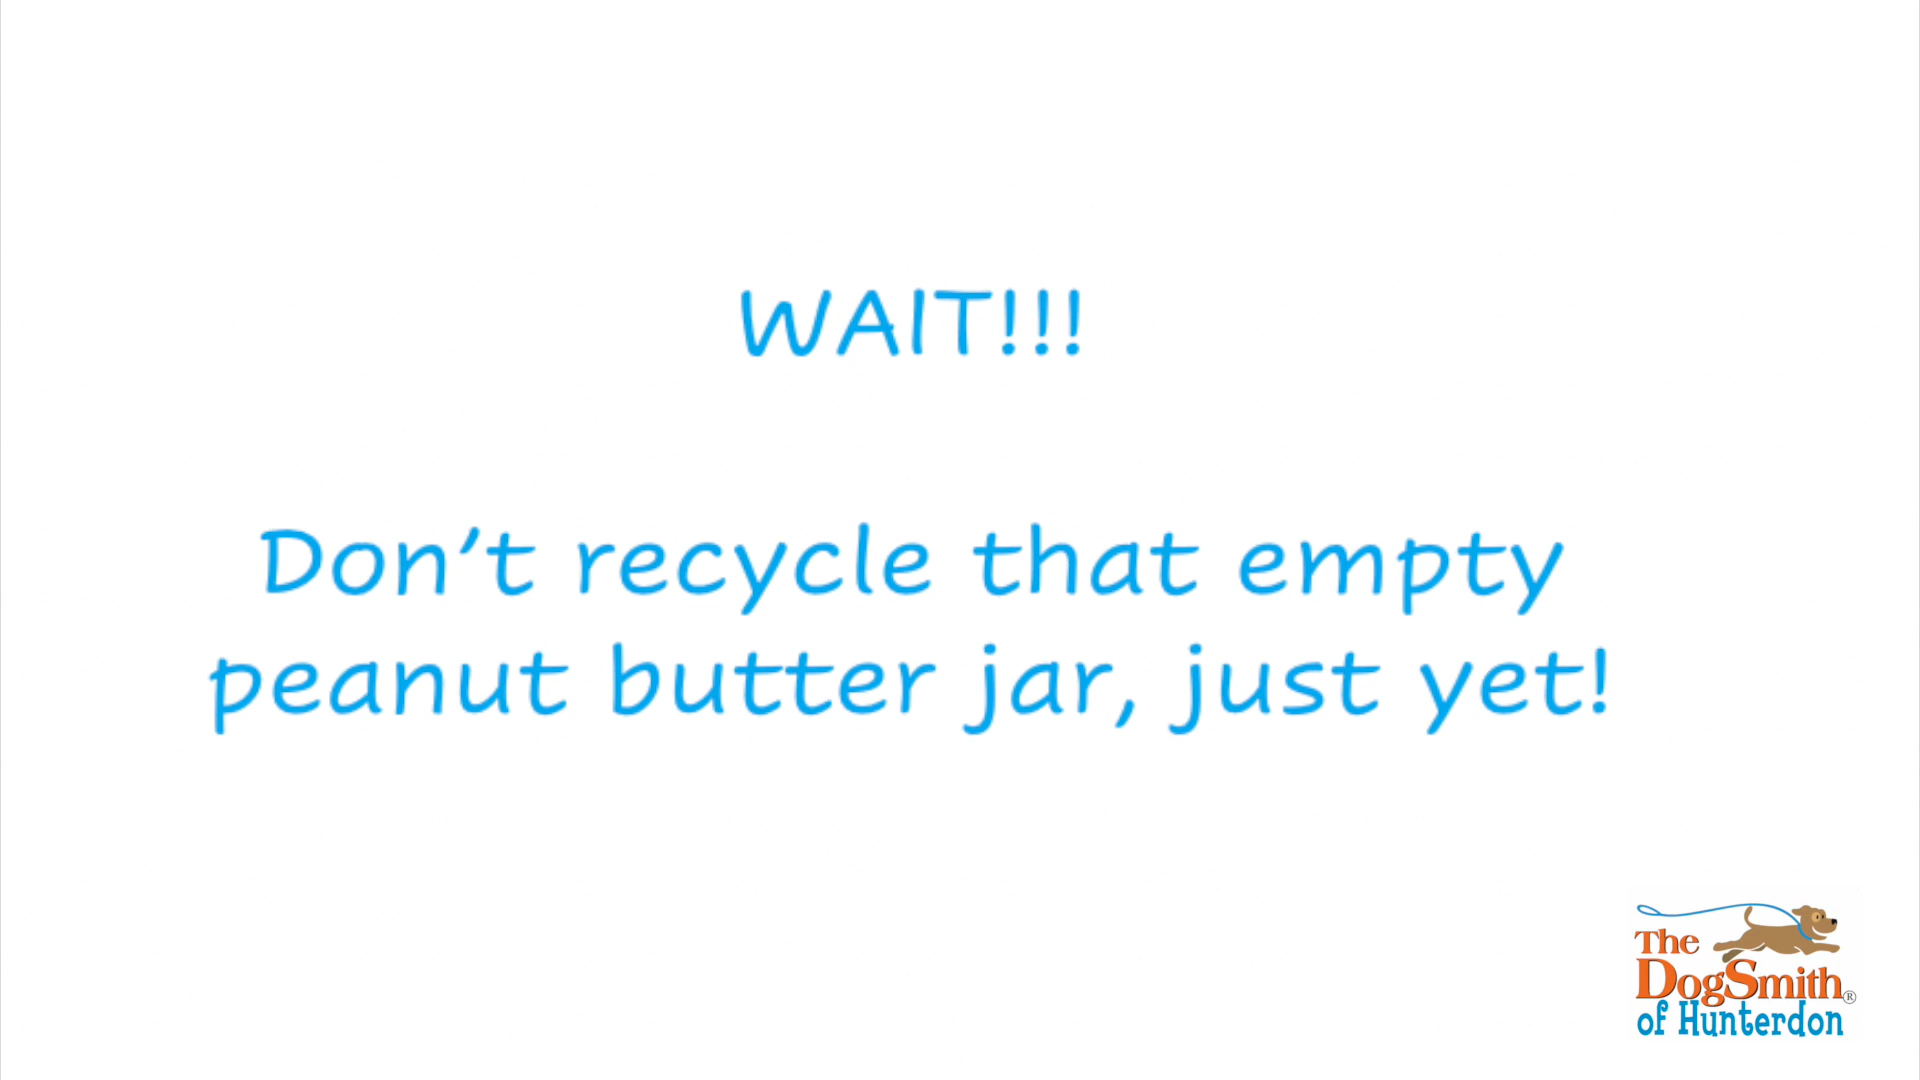 WAIT!!!
Don’t recycle that empty
peanut butter jar, just yet!
The
DogSmith®
of Hunterdon